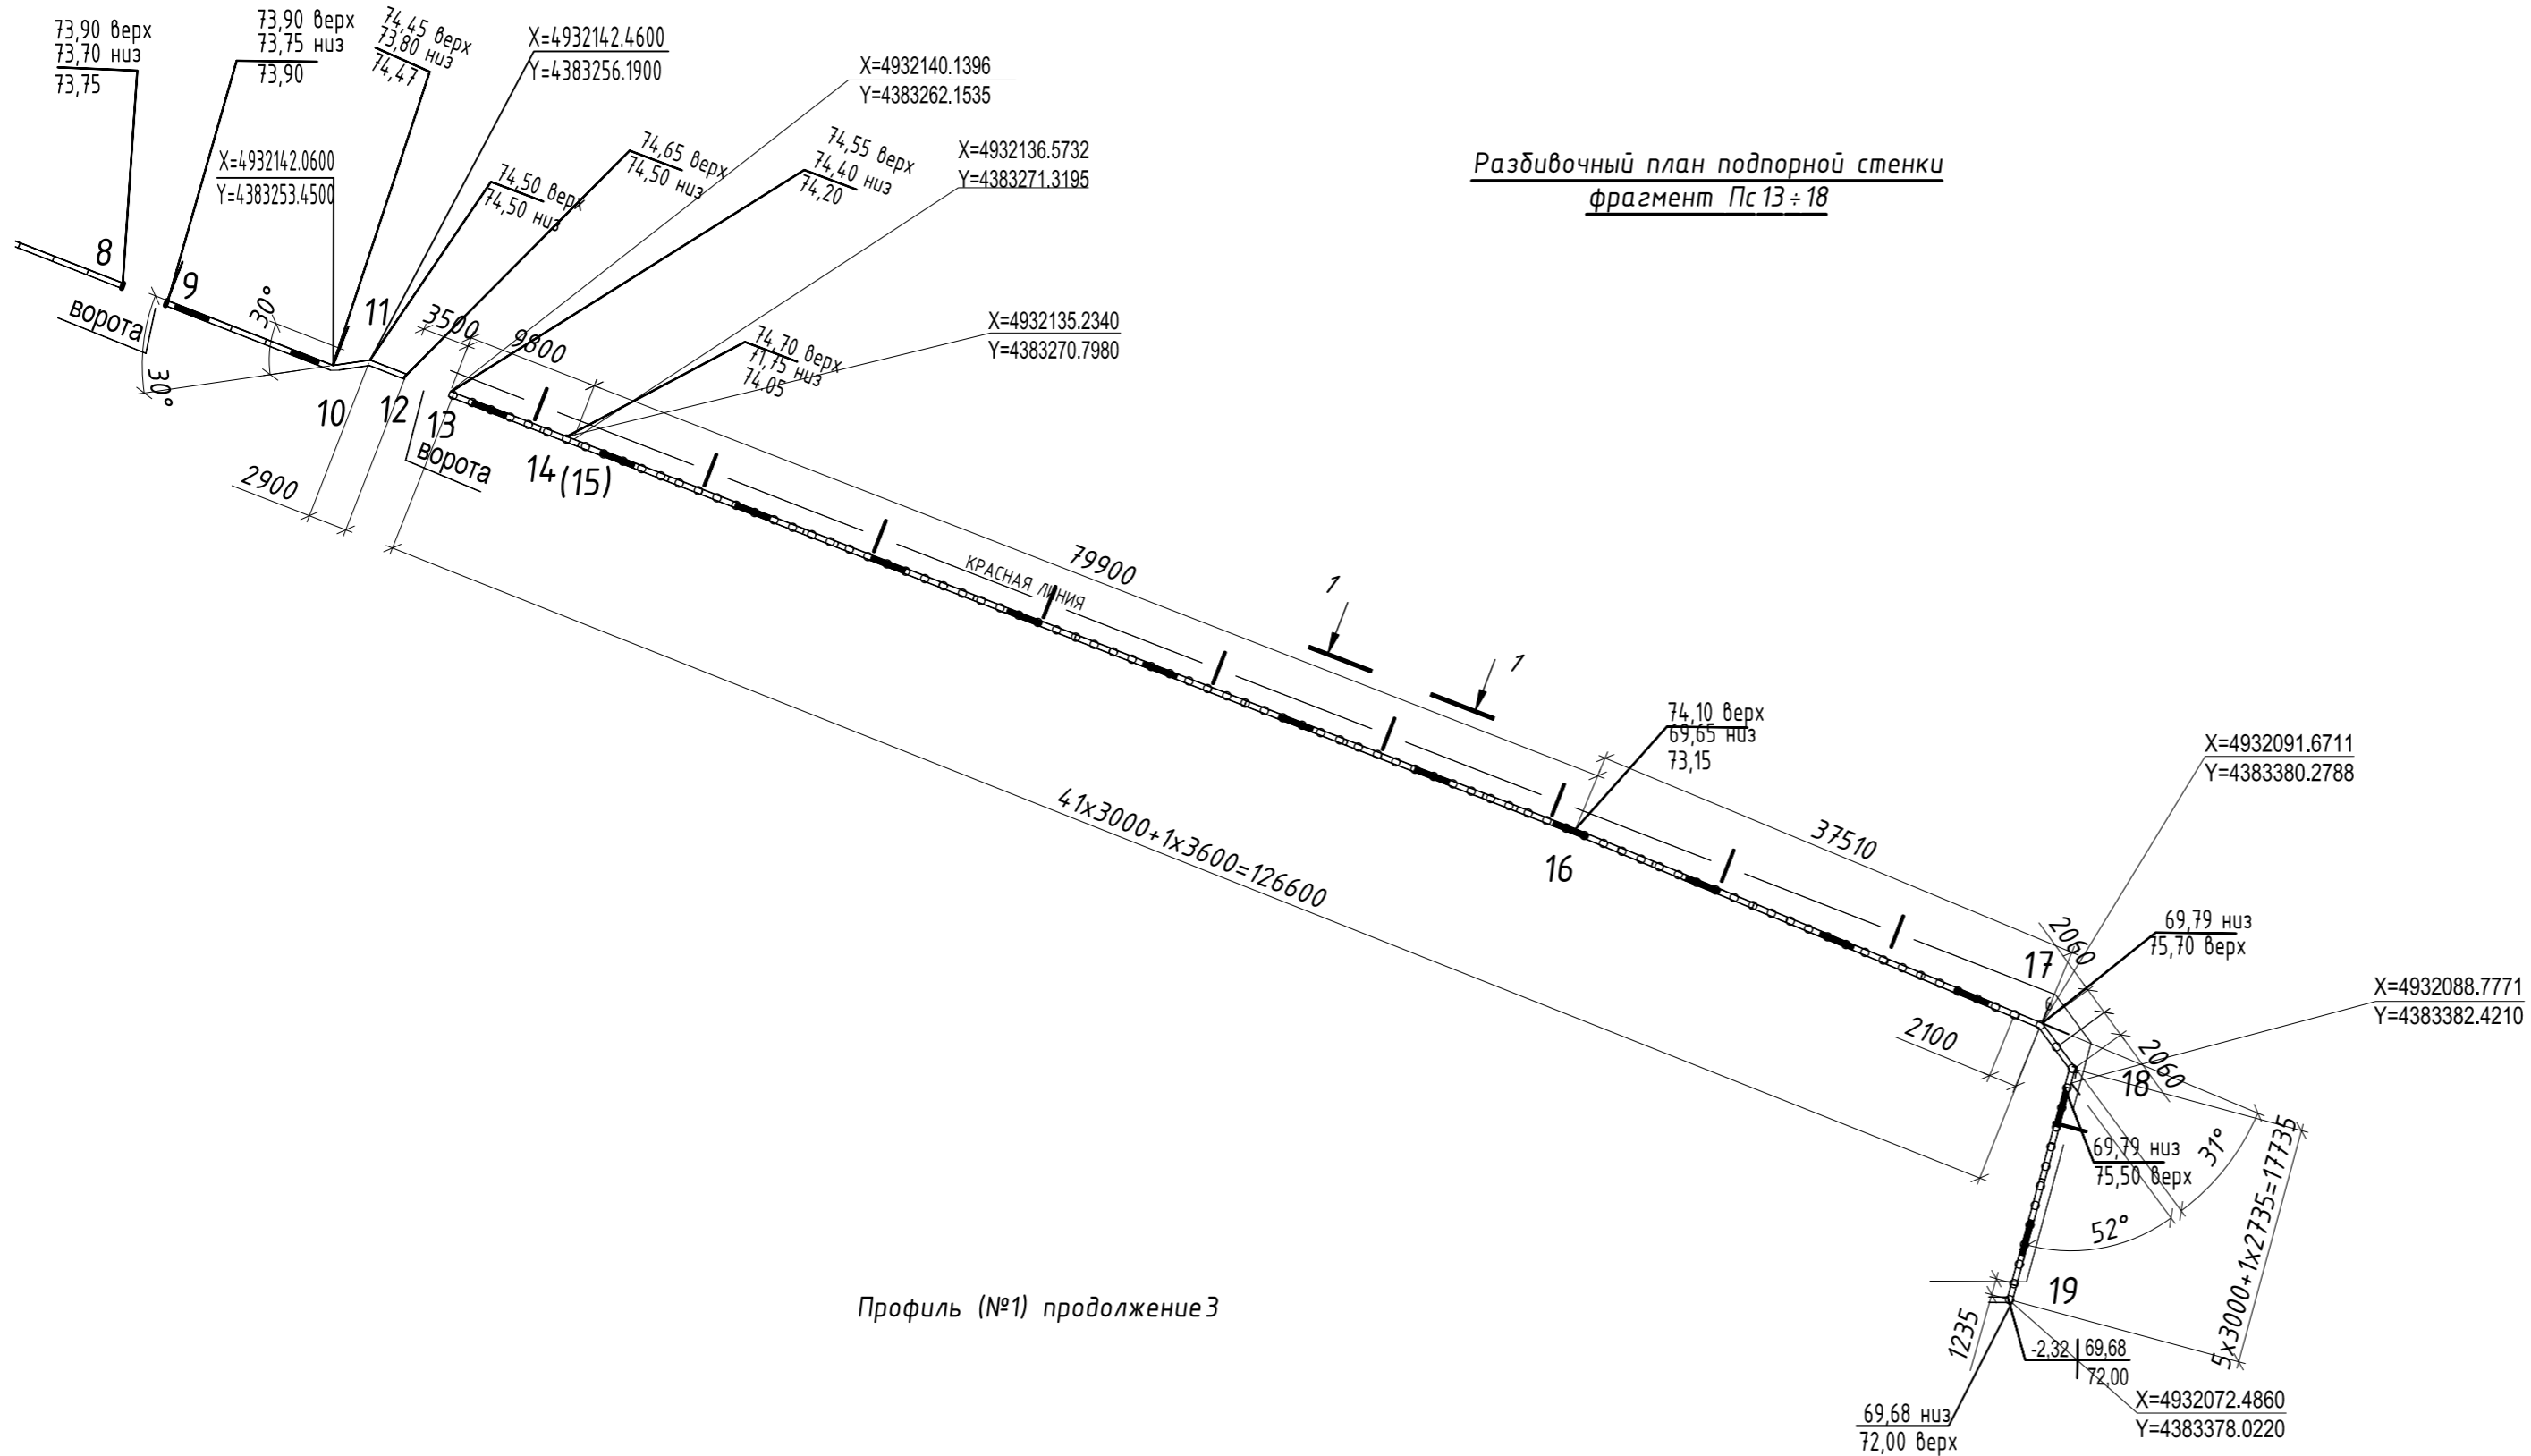 73,90 верх
73,70 низ
73,75
73,90 верх
73,75 низ
73,90
74,45 верх
73,80 низ
74,47
X=4932142.4600
Y=4383256.1900
X=4932140.1396
Y=4383262.1535
X=4932142.0600
Y=4383253.4500
74,50 верх
74,50 низ
74,65 верх
74,50 низ
74,55 верх
74,40 низ
74,20
X=4932136.5732
Y=4383271.3195
Разбивочный план подпорной стенки
фрагмент Пс13÷18
8
9
ворота
30°
30°
11
3500
9800
74,70 верх
71,75 низ
74.05
X=4932135.2340
Y=4383270.7980
10
12
13
ворота
14(15)
2900
КРАСНАЯ ЛИНИЯ
79900
1
1
74,10 верх
69,65 низ
73,15
41х3000+1х3600=126600
16
37510
X=4932091.6711
Y=4383380.2788
69,79 низ
75,70 верх
17
2060
6
2100
X=4932088.7771
Y=4383382.4210
2060
18
69,79 низ
75,50 верх
31°
52°
5х3000+1х2735=17735
19
1235
Профиль (№1) продолжение3
-2,32
69,68
72,00
X=4932072.4860
Y=4383378.0220
69,68 низ
72,00 верх